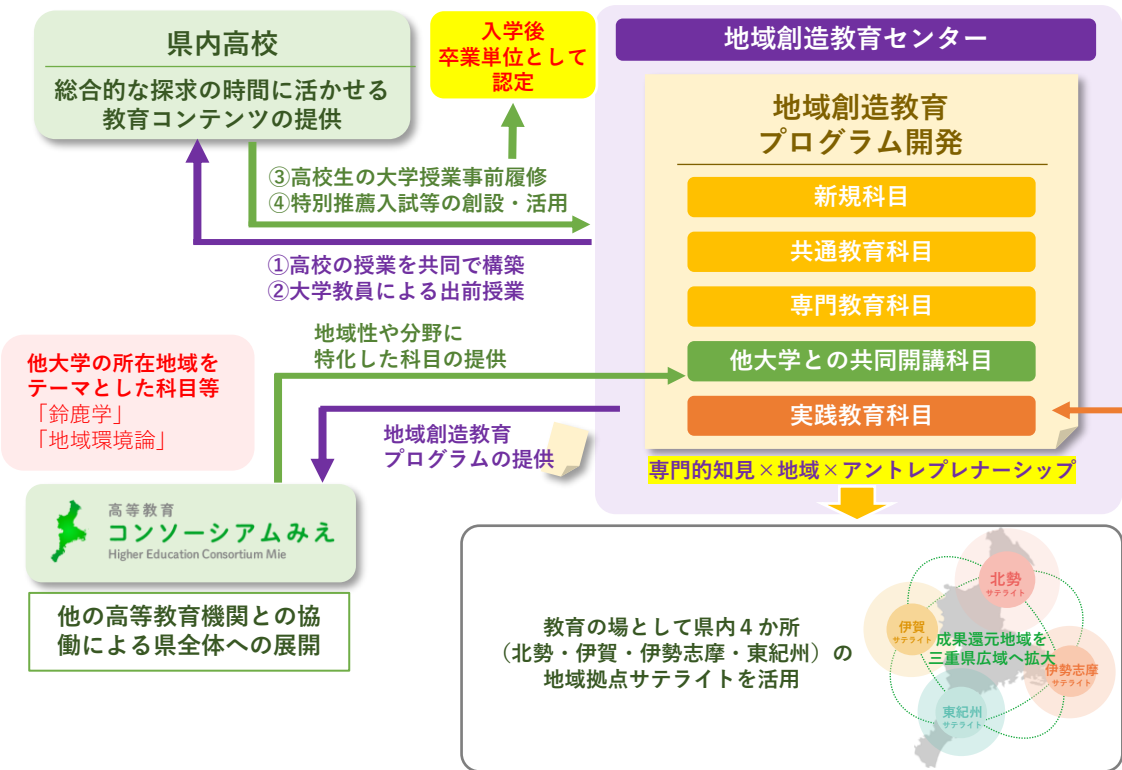 県内高校
総合的な探求の時間に活かせる
教育コンテンツの提供
入学後
卒業単位として
認定
③高校生の大学授業事前履修
④特別推薦入試等の創設・活用
①高校の授業を共同で構築
②大学教員による出前授業
地域創造教育センター
地域創造教育
プログラム開発
新規科目
共通教育科目
専門教育科目
他大学との共同開講科目
実践教育科目
専門的知見×地域×アントレプレナーシップ
地域性や分野に
特化した科目の提供
他大学の所在地域を
テーマとした科目等
「鈴鹿学」
「地域環境論」
地域創造教育
プログラムの提供
高等教育
コンソーシアムみえ
Higher Education Consortium Mie
他の高等教育機関との協
働による県全体への展開
教育の場として県内４か所
（北勢・伊賀・伊勢志摩・東紀州）の
地域拠点サテライトを活用
北勢
サテライト
伊賀
サテライト
成果還元地域を
三重県広域へ拡大
伊勢志摩
サテライト
東紀州
サテライト